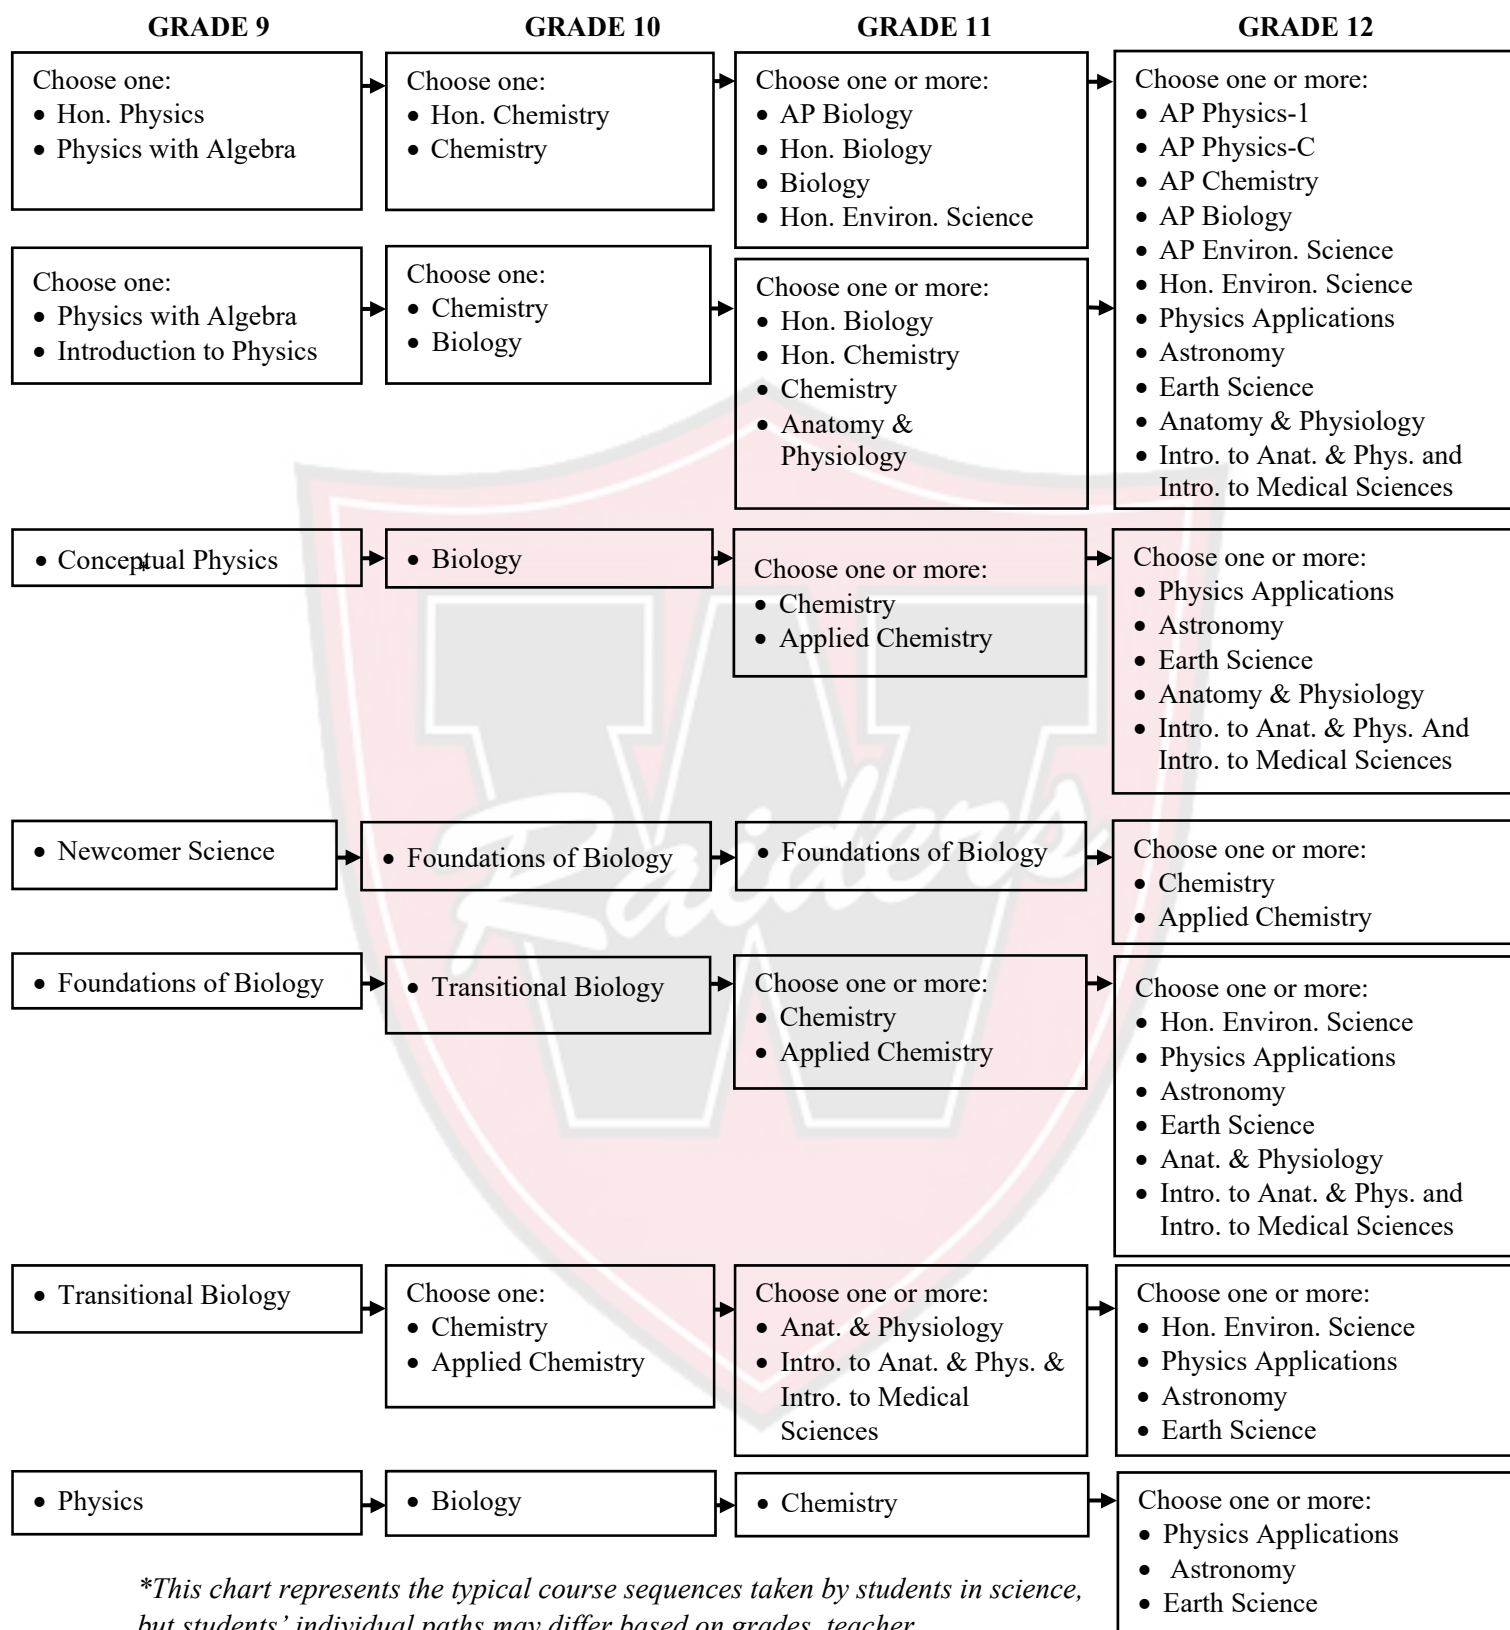 GRADE 9
GRADE 10
GRADE 11
GRADE 12
Choose one:
• Hon. Physics
• Physics with Algebra
Choose one:
• Hon. Chemistry
• Chemistry
Choose one or more:
• AP Biology
• Hon. Biology
• Biology
• Hon. Environ. Science
Choose one or more:
• AP Physics-1
• AP Physics-C
• AP Chemistry
• AP Biology
• AP Environ. Science
• Hon. Environ. Science
• Physics Applications
• Astronomy
• Earth Science
• Anatomy & Physiology
• Intro. to Anat. & Phys. and
Intro. to Medical Sciences
Choose one:
• Physics with Algebra
• Introduction to Physics
Choose one:
• Chemistry
• Biology
Choose one or more:
• Hon. Biology
• Hon. Chemistry
• Chemistry
• Anatomy &
Physiology
• Conceptual Physics
*
• Biology
Choose one or more:
• Chemistry
• Applied Chemistry
Choose one or more:
• Physics Applications
• Astronomy
• Earth Science
• Anatomy & Physiology
• Intro. to Anat. & Phys. And
Intro. to Medical Sciences
• Newcomer Science
• Foundations of Biology
• Foundations of Biology
Choose one or more:
• Chemistry
• Applied Chemistry
• Foundations of Biology
• Transitional Biology
Choose one or more:
• Chemistry
• Applied Chemistry
Choose one or more:
• Hon. Environ. Science
• Physics Applications
• Astronomy
• Earth Science
• Anat. & Physiology
• Intro. to Anat. & Phys. and
Intro. to Medical Sciences
• Transitional Biology
Choose one:
• Chemistry
• Applied Chemistry
Choose one or more:
• Anat. & Physiology
• Intro. to Anat. & Phys. &
Intro. to Medical
Sciences
Choose one or more:
• Hon. Environ. Science
• Physics Applications
• Astronomy
• Earth Science
• Physics
• Biology
• Chemistry
Choose one or more:
• Physics Applications
• Astronomy
• Earth Science
*This chart represents the typical course sequences taken by students in science,
but students' individual paths may differ based on grades, teacher
W
Raiders